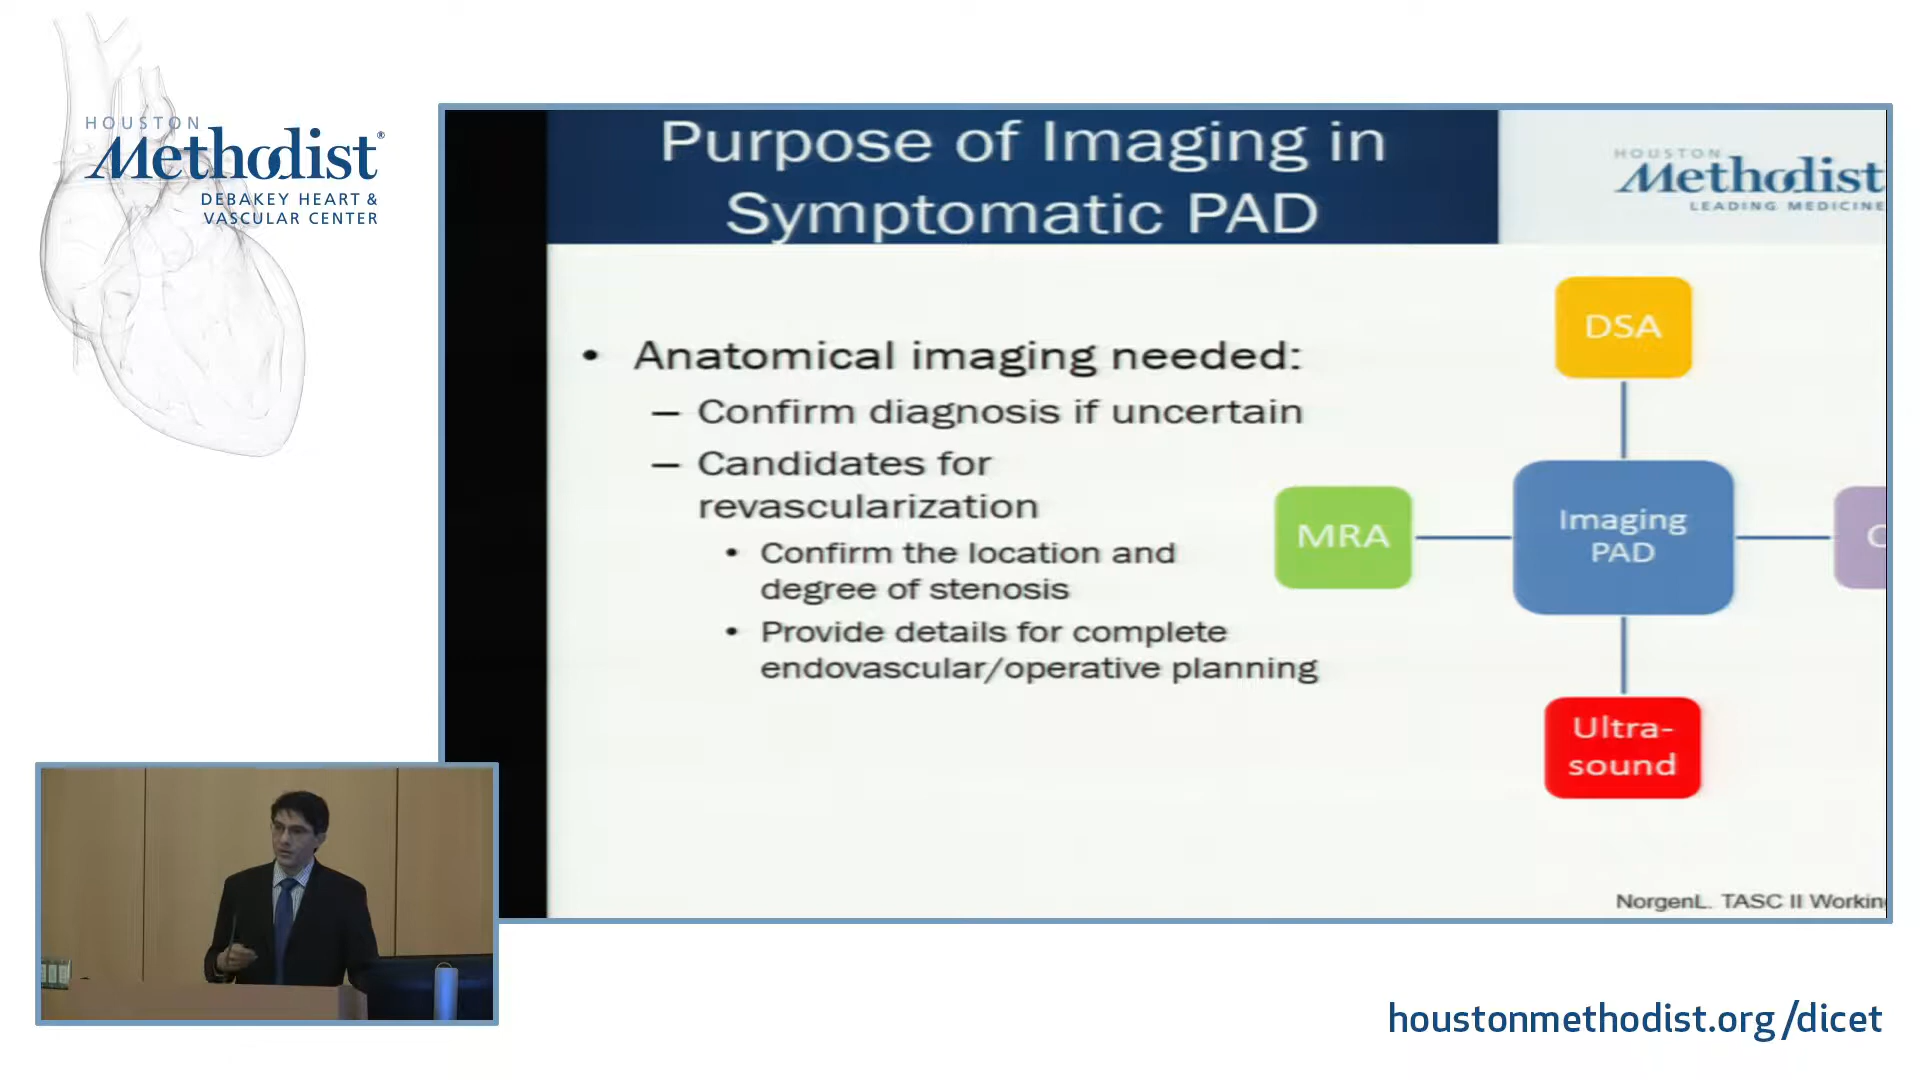 HOUSTON
Methodist®
DEBAKEY HEART &
VASCULAR CENTER
Purpose of Imaging in
Symptomatic PAD
HOUSTON
Methodist
LEADING MEDICINE
• Anatomical imaging needed:
– Confirm diagnosis if uncertain
– Candidates for
revascularization
• Confirm the location and
degree of stenosis
• Provide details for complete
endovascular/operative planning
DSA
MRA
Imaging
PAD
C
Ultra-
sound
NorgenL. TASC II Workin
houstonmethodist.org/dicet